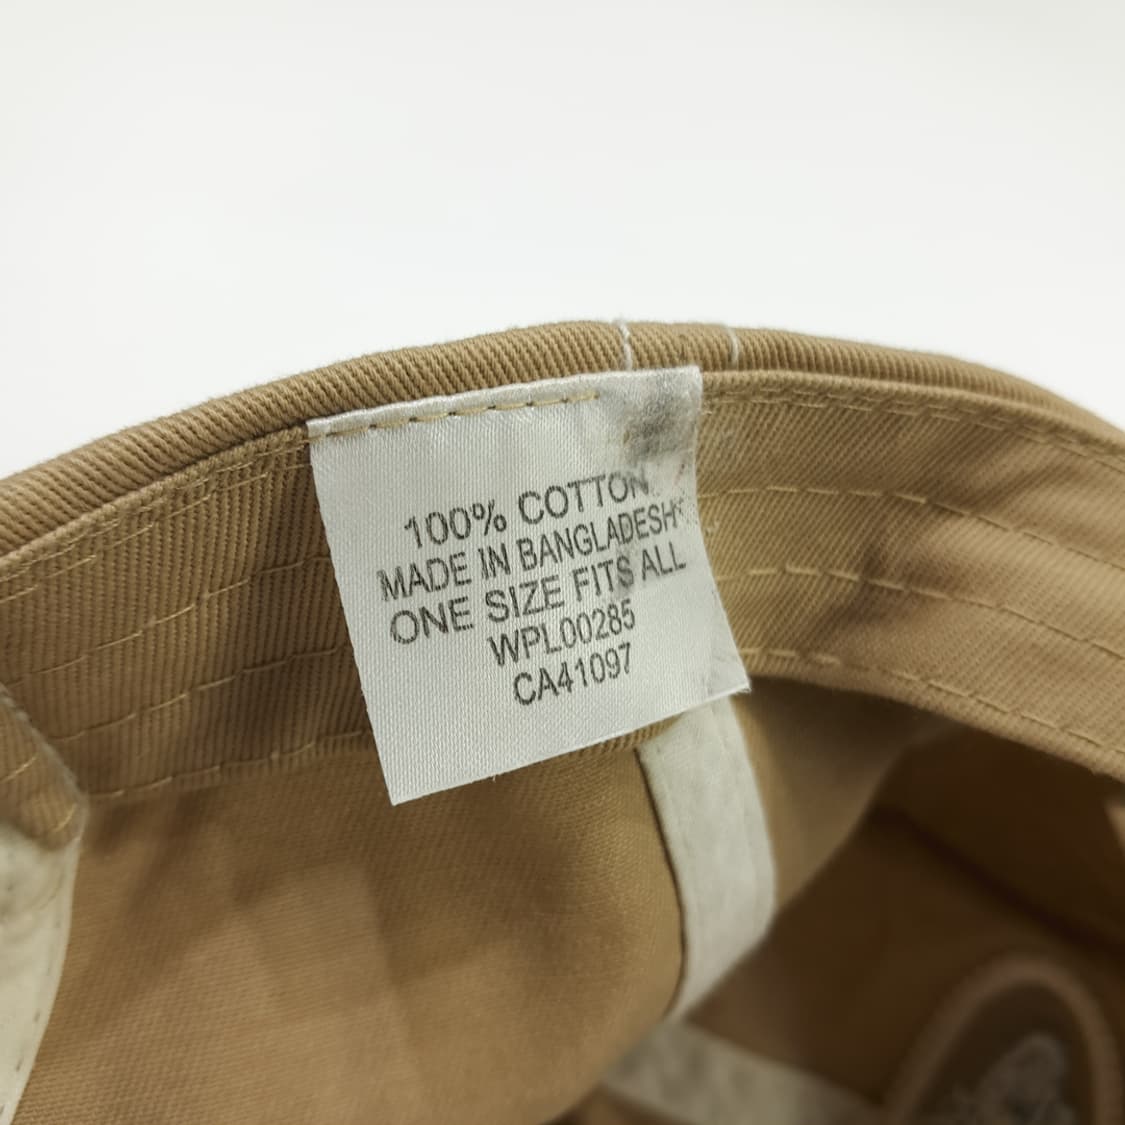 100% COTTON
MADE IN BANGLADESH
ONE SIZE FITS ALL
WPL00285
CA41097